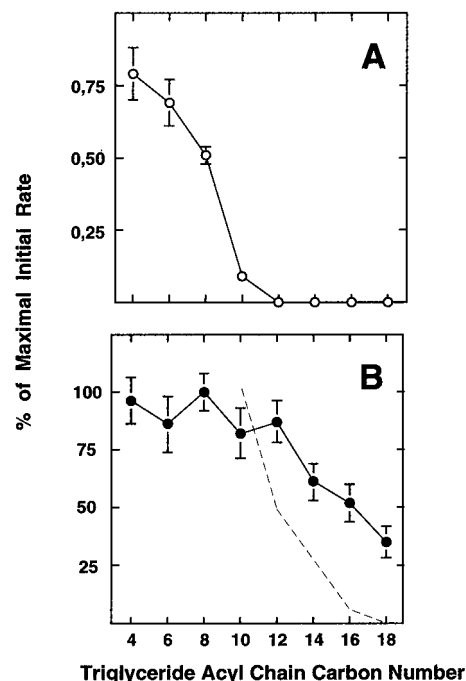 A
0,75
0,50
0,25
% of Maximal Initial Rate
B
100
75
50
25
4 6 8 10 12 14 16 18
Triglyceride Acyl Chain Carbon Number